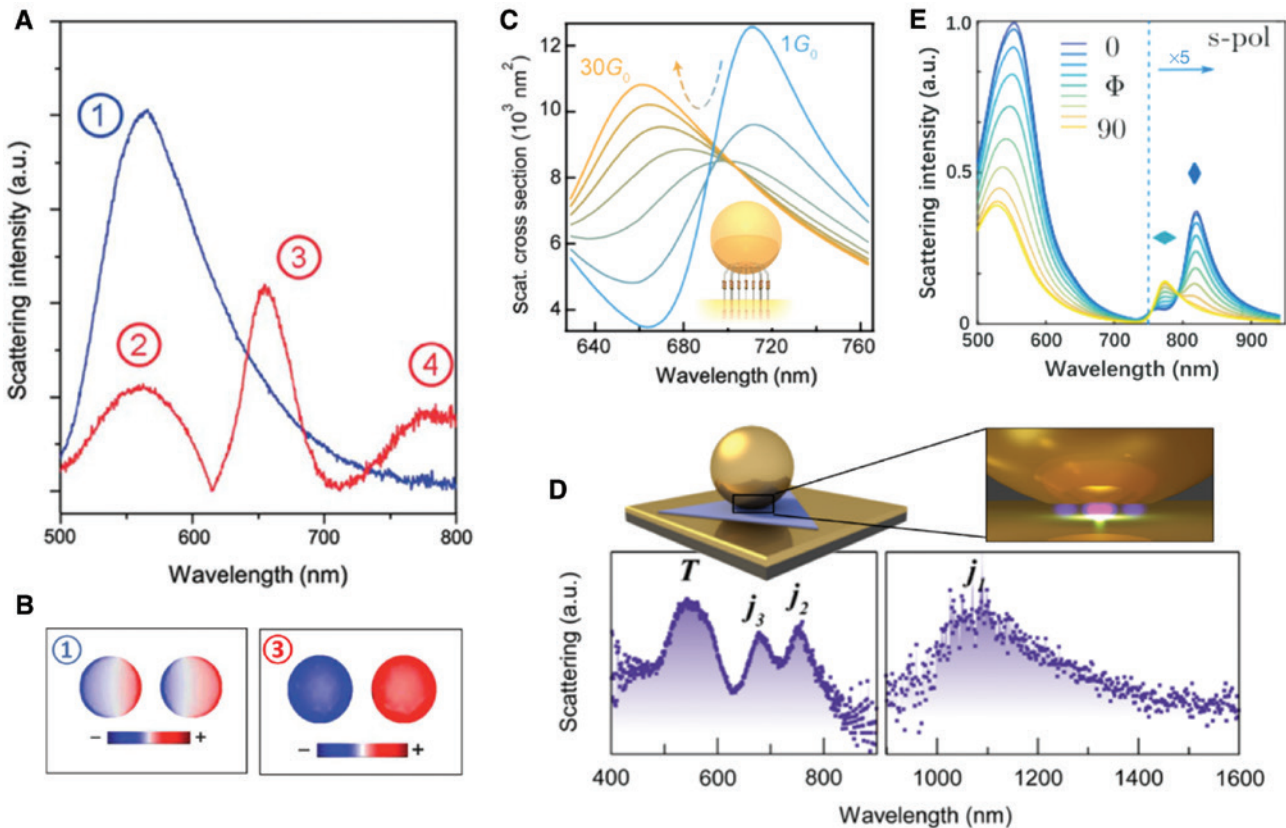 A
Scattering intensity (a.u.)
1
2
3
4
500 600 700 800
Wavelength (nm)
B
1
− +
3
− +
C
Scat. cross section (10³ nm²)
12
10
8
6
4
30G₀
1G₀
640 680 720 760
Wavelength (nm)
E
Scattering intensity (a.u.)
1.0
0.5
0
0
Φ
90
s-pol
×5
500 600 700 800 900
Wavelength (nm)
D
Scattering (a.u.)
T
j₃
j₂
j₁
400 600 800 1000 1200 1400 1600
Wavelength (nm)